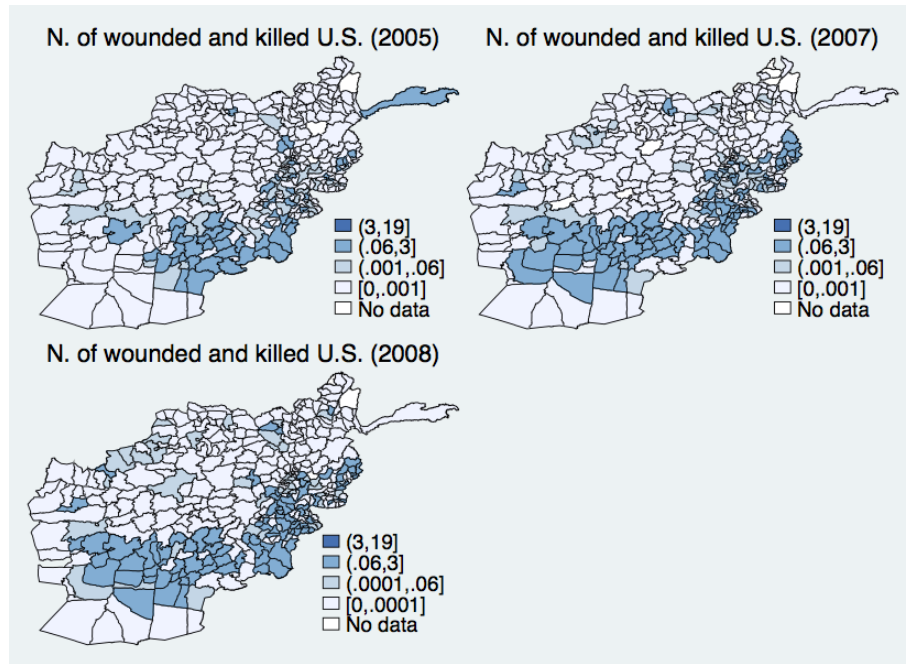 N. of wounded and killed U.S. (2005)
(3,19]
(.06,3]
(.001,.06]
[0,.001]
No data
N. of wounded and killed U.S. (2007)
(3,19]
(.06,3]
(.001,.06]
[0,.001]
No data
N. of wounded and killed U.S. (2008)
(3,19]
(.06,3]
(.0001,.06]
[0,.0001]
No data